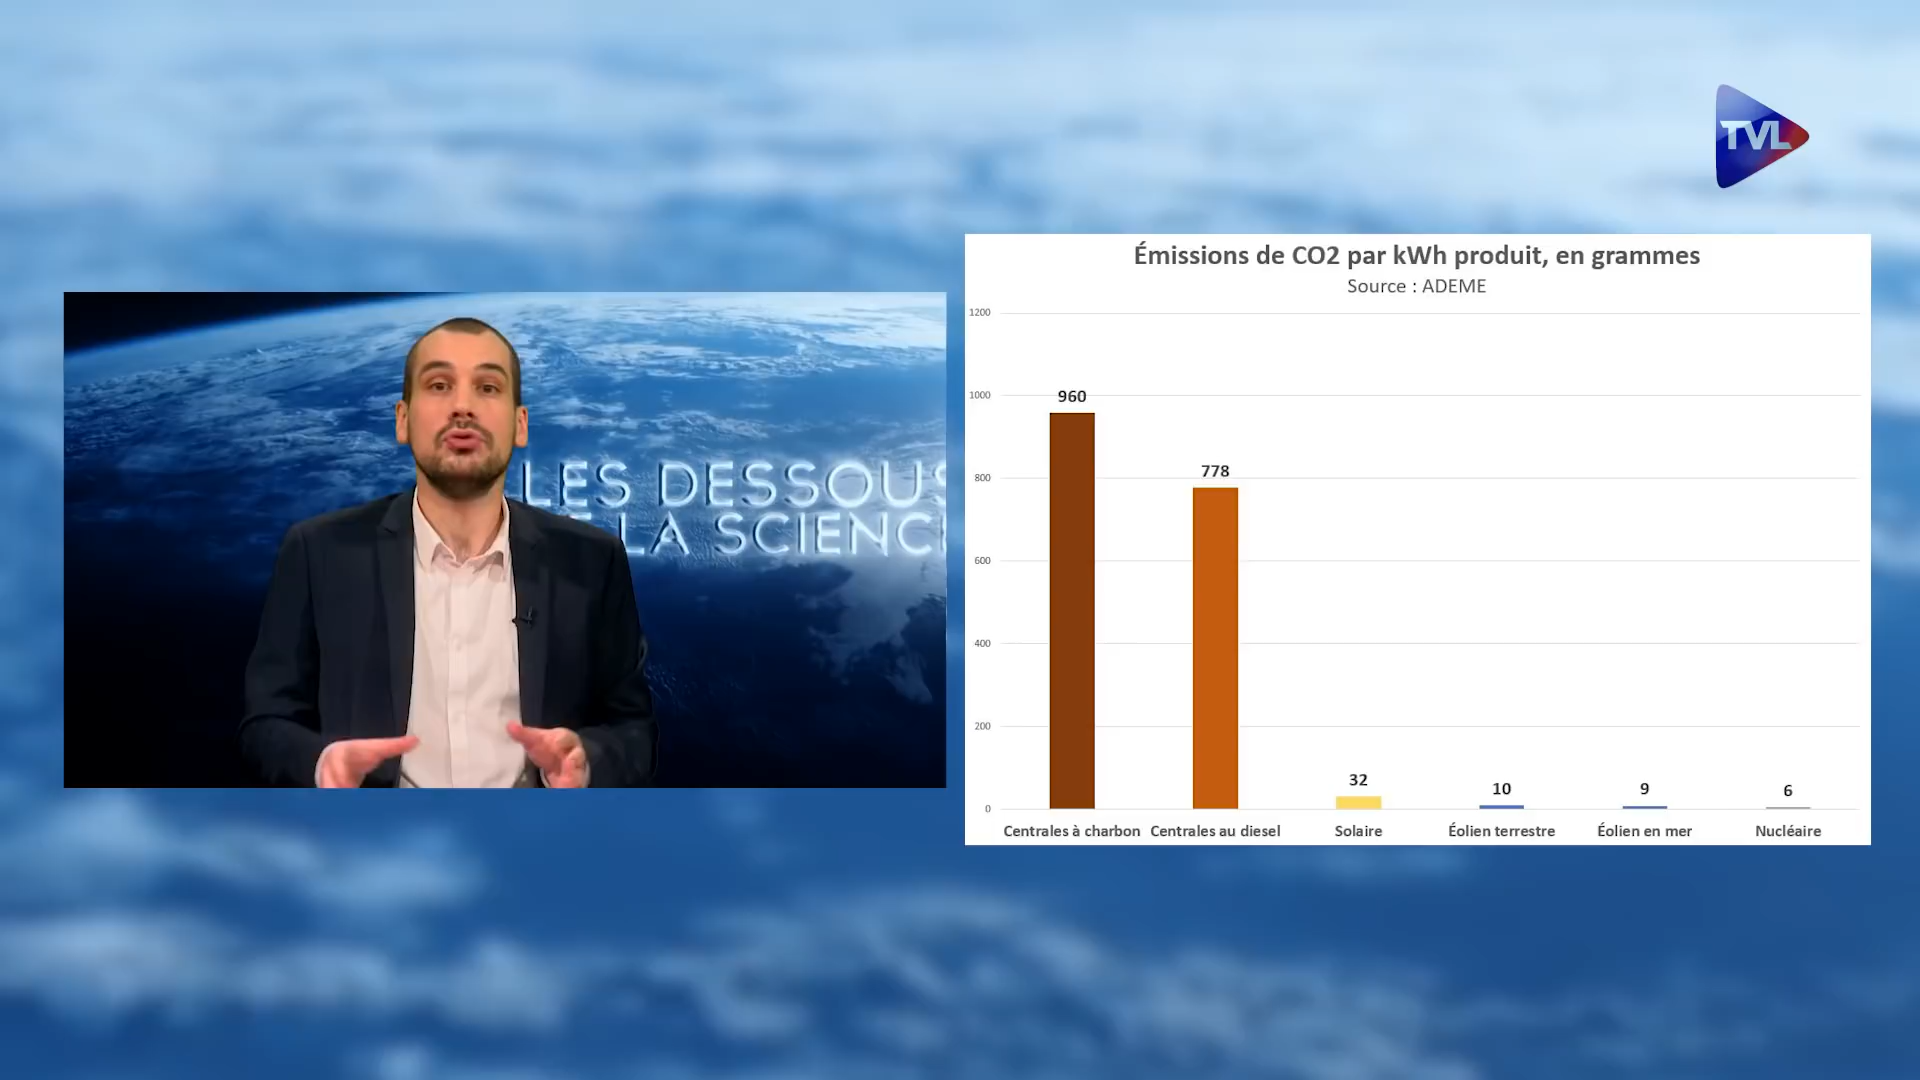 TVL
LES DESSOUS
LA SCIENC
Émissions de CO2 par kWh produit, en grammes
Source : ADEME
1200
1000
800
600
400
200
0
960
778
32
10
9
6
Centrales à charbon
Centrales au diesel
Solaire
Éolien terrestre
Éolien en mer
Nucléaire